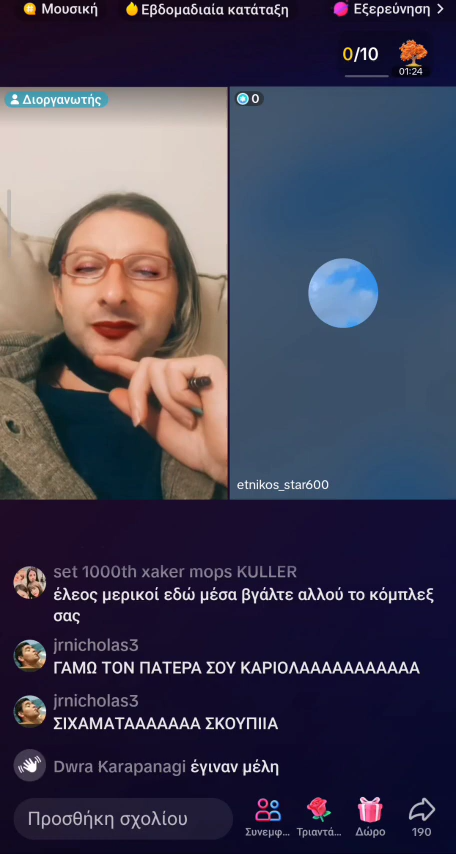 Μουσική
Εβδομαδιαία κατάταξη
Εξερεύνηση
0/10
01:24
Διοργανωτής
0
etnikos_star600
set 1000th xaker mops KULLER
έλεος μερικοί εδώ μέσα βγάλτε αλλού το κόμπλεξ
σας
jrnicholas3
ΓΑΜΩ ΤΟΝ ΠΑΤΕΡΑ ΣΟΥ ΚΑΡΙΟΛΑΑΑΑΑΑΑΑΑΑΑ
jrnicholas3
ΣΙΧΑΜΑΤΑΑΑΑΑΑΑ ΣΚΟΥΠΙΙΑ
Dwra Karapanagi έγιναν μέλη
Προσθήκη σχολίου
Συνεμφ...
Τριαντά...
Δώρο
190